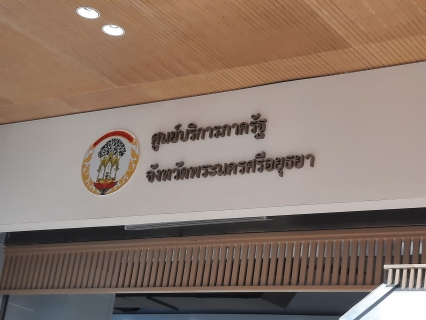 ศูนย์บริการภาครัฐ
จังหวัดพระนครศรีอยุธยา